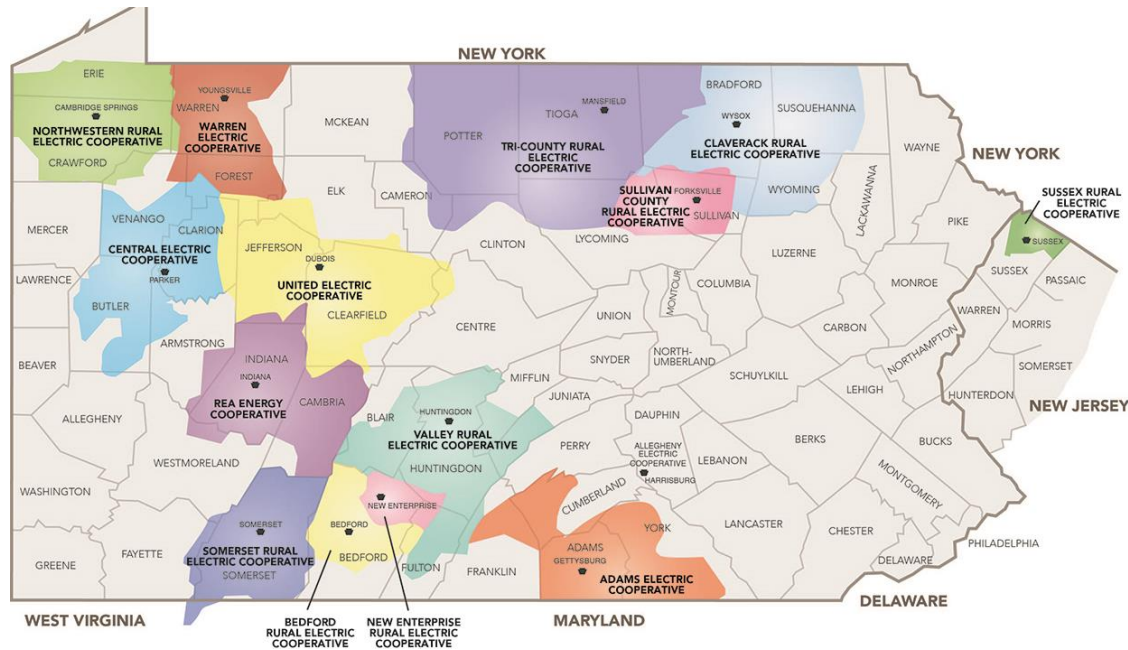 NEW YORK
ERIE
YOUNGSVILLE
BRADFORD
CAMBRIDGE SPRINGS
WARREN
MANSFIELD
TIOGA
SUSQUEHANNA
WYSOX
MCKEAN
NORTHWESTERN RURAL
ELECTRIC COOPERATIVE
WARREN
ELECTRIC
COOPERATIVE
POTTER
TRI-COUNTY RURAL
ELECTRIC
COOPERATIVE
CLAVERACK RURAL
ELECTRIC COOPERATIVE
WAYNE
NEW YORK
CRAWFORD
FOREST
ELK
CAMERON
SULLIVAN
COUNTY
RURAL ELECTRIC
COOPERATIVE
FORKSVILLE
SULLIVAN
WYOMING
LACKAWANNA
SUSSEX RURAL
ELECTRIC
COOPERATIVE
MERCER
VENANGO
CLARION
JEFFERSON
CLINTON
LYCOMING
LUZERNE
PIKE
SUSSEX
CENTRAL ELECTRIC
COOPERATIVE
PARKER
DUBOIS
UNITED ELECTRIC
COOPERATIVE
LAWRENCE
BUTLER
CLEARFIELD
MONTOUR
COLUMBIA
MONROE
SUSSEX
PASSAIC
WARREN
MORRIS
ARMSTRONG
CENTRE
UNION
CARBON
NORTHAMPTON
BEAVER
INDIANA
INDIANA
REA ENERGY
COOPERATIVE
CAMBRIA
SNYDER
NORTH-
UMBERLAND
MIFFLIN
SCHUYLKILL
LEHIGH
SOMERSET
HUNTERDON
NEW JERSEY
ALLEGHENY
BLAIR
HUNTINGDON
VALLEY RURAL
ELECTRIC COOPERATIVE
JUNIATA
DAUPHIN
PERRY
ALLEGHENY
ELECTRIC
COOPERATIVE
HARRISBURG
LEBANON
BERKS
BUCKS
MONTGOMERY
WESTMORELAND
HUNTINGDON
CUMBERLAND
WASHINGTON
NEW ENTERPRISE
SOMERSET
BEDFORD
SOMERSET RURAL
ELECTRIC COOPERATIVE
BEDFORD
YORK
LANCASTER
CHESTER
PHILADELPHIA
GREENE
FAYETTE
SOMERSET
FULTON
FRANKLIN
ADAMS
GETTYSBURG
ADAMS ELECTRIC
COOPERATIVE
DELAWARE
DELAWARE
WEST VIRGINIA
BEDFORD
RURAL ELECTRIC
COOPERATIVE
NEW ENTERPRISE
RURAL ELECTRIC
COOPERATIVE
MARYLAND